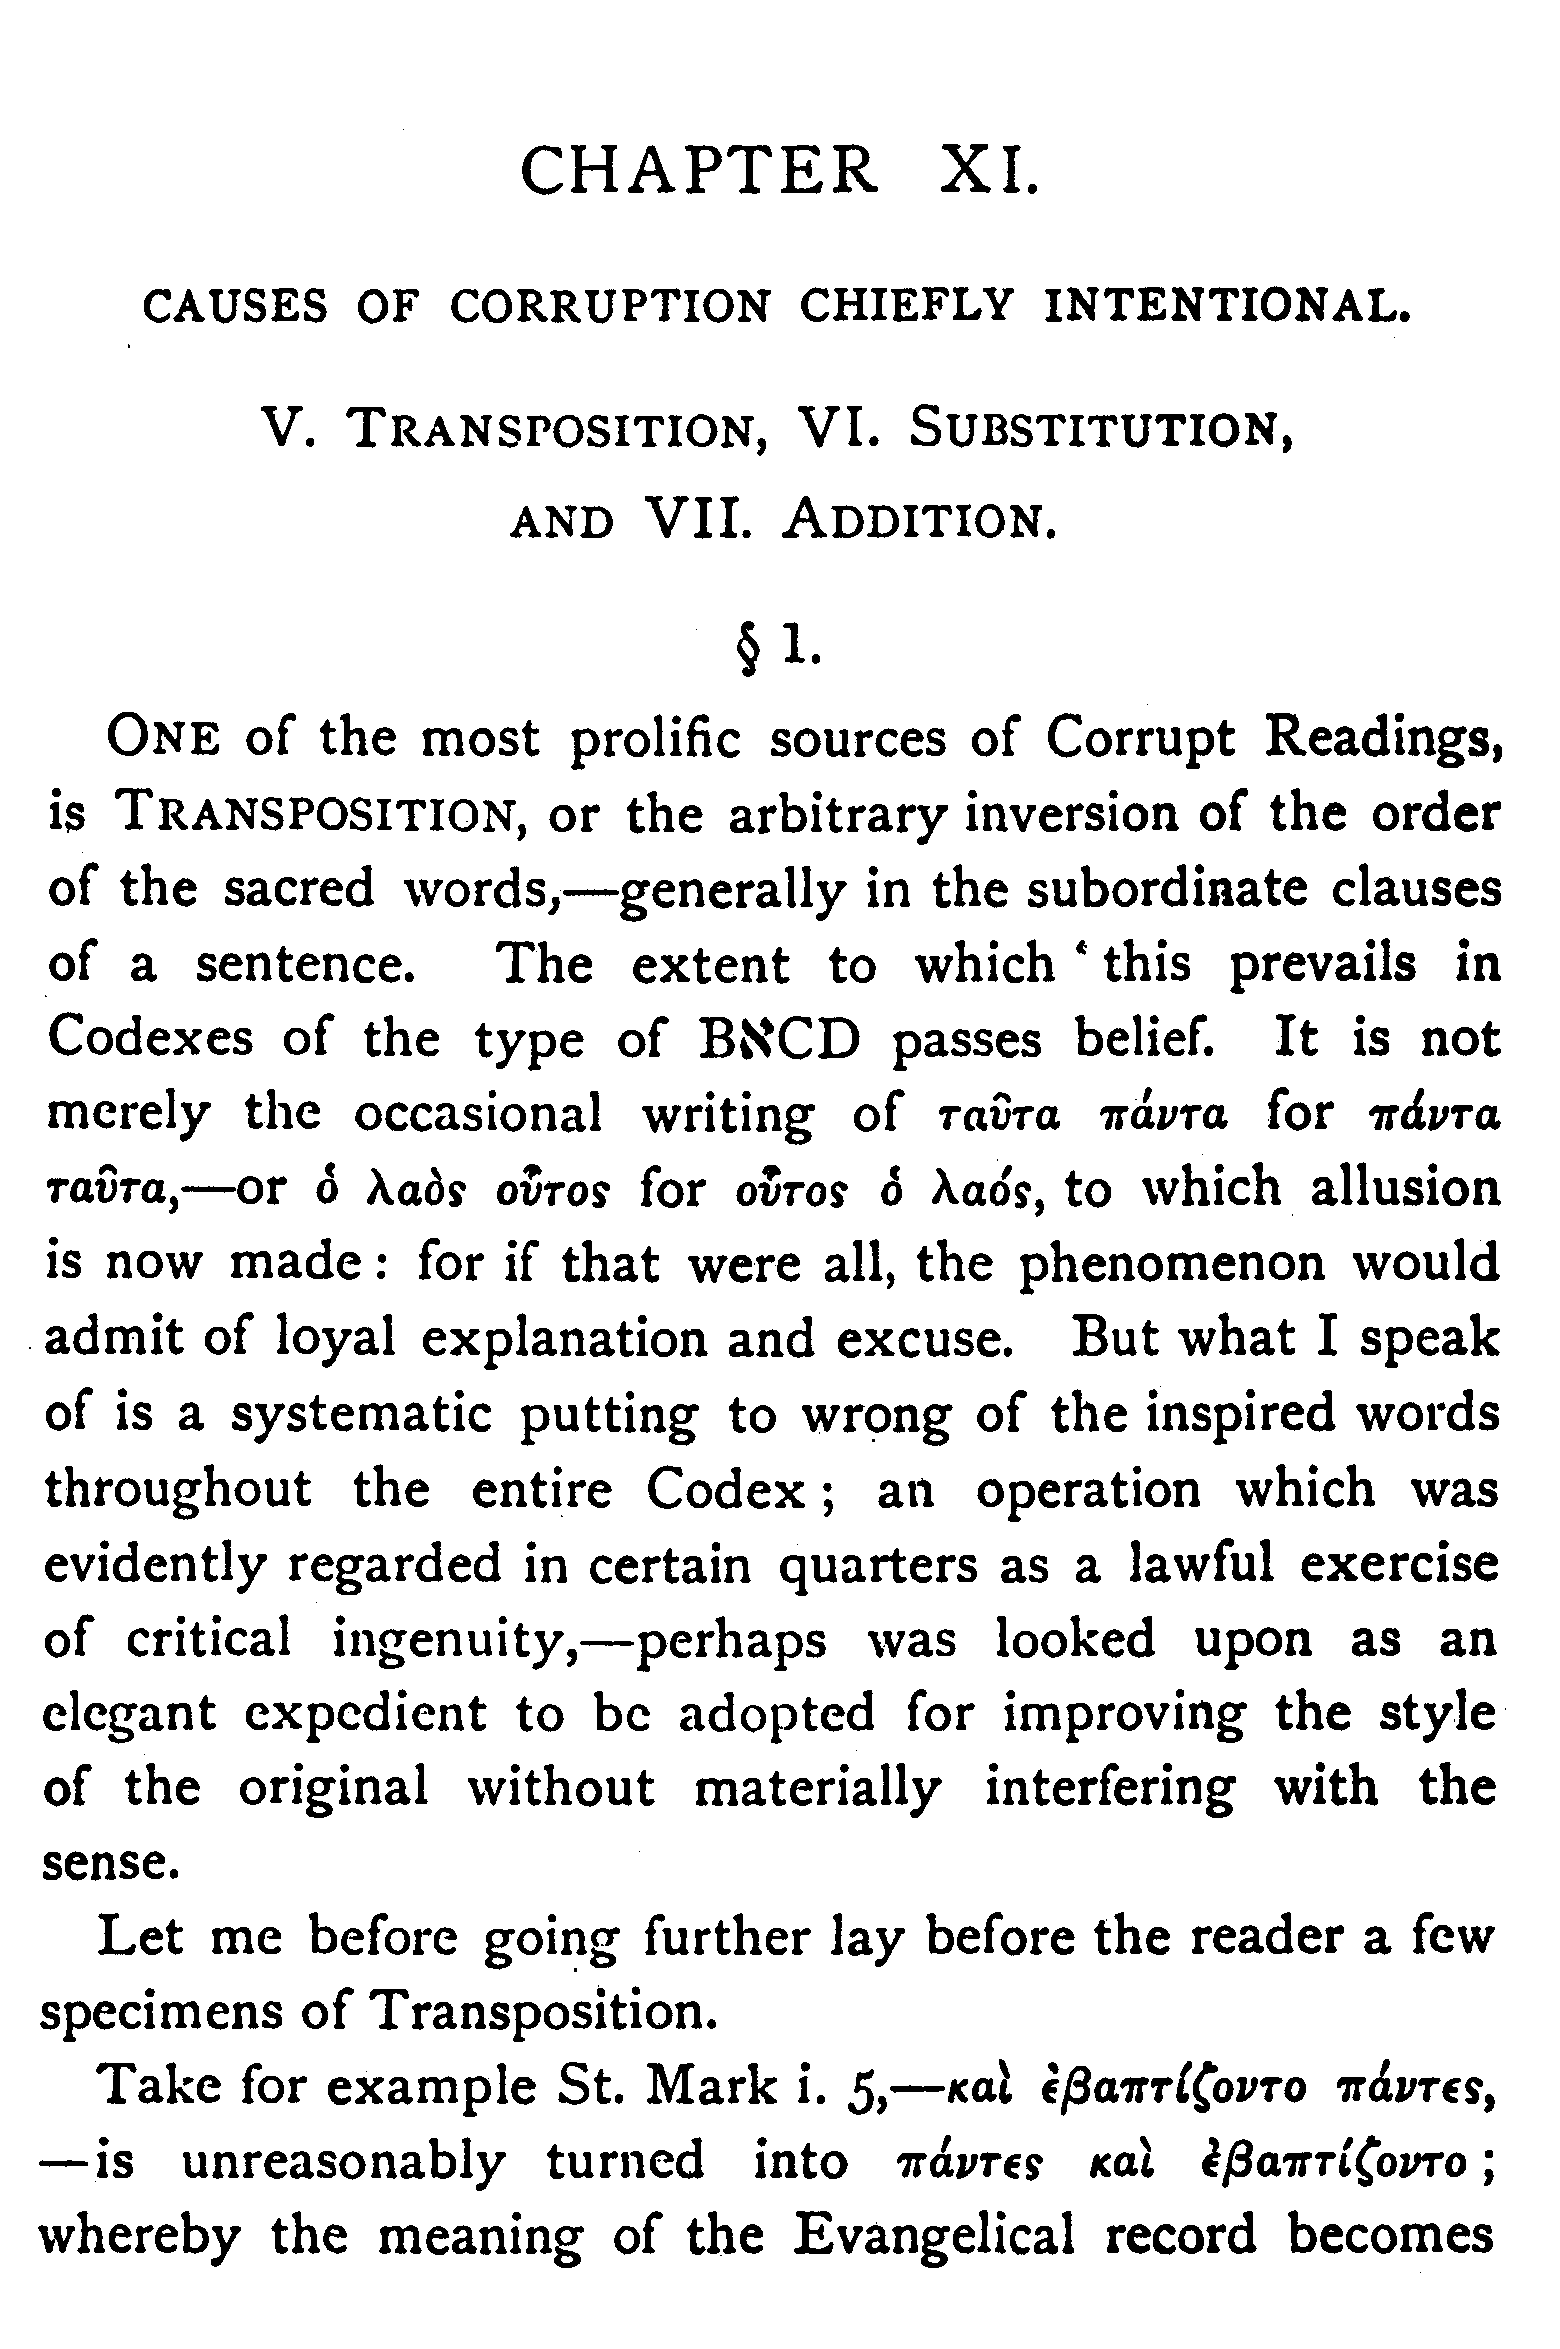 CHAPTER XI.
CAUSES OF CORRUPTION CHIEFLY INTENTIONAL.
V. TRANSPOSITION, VI. SUBSTITUTION,
AND VII. ADDITION.
§ 1.
ONE of the most prolific sources of Corrupt Readings,
is TRANSPOSITION, or the arbitrary inversion of the order
of the sacred words,—generally in the subordinate clauses
of a sentence. The extent to which ‘ this prevails in
Codexes of the type of BאCD passes belief. It is not
merely the occasional writing of ταῦτα πάντα for πάντα
ταῦτα,—or ὁ λαὸς οὗτος for οὗτος ὁ λαός, to which allusion
is now made : for if that were all, the phenomenon would
admit of loyal explanation and excuse. But what I speak
of is a systematic putting to wrong of the inspired words
throughout the entire Codex ; an operation which was
evidently regarded in certain quarters as a lawful exercise
of critical ingenuity,—perhaps was looked upon as an
elegant expedient to be adopted for improving the style
of the original without materially interfering with the
sense.
Let me before going further lay before the reader a few
specimens of Transposition.
Take for example St. Mark i. 5,—καὶ ἐβαπτίζοντο πάντες,
—is unreasonably turned into πάντες καὶ ἐβαπτίζοντο ;
whereby the meaning of the Evangelical record becomes